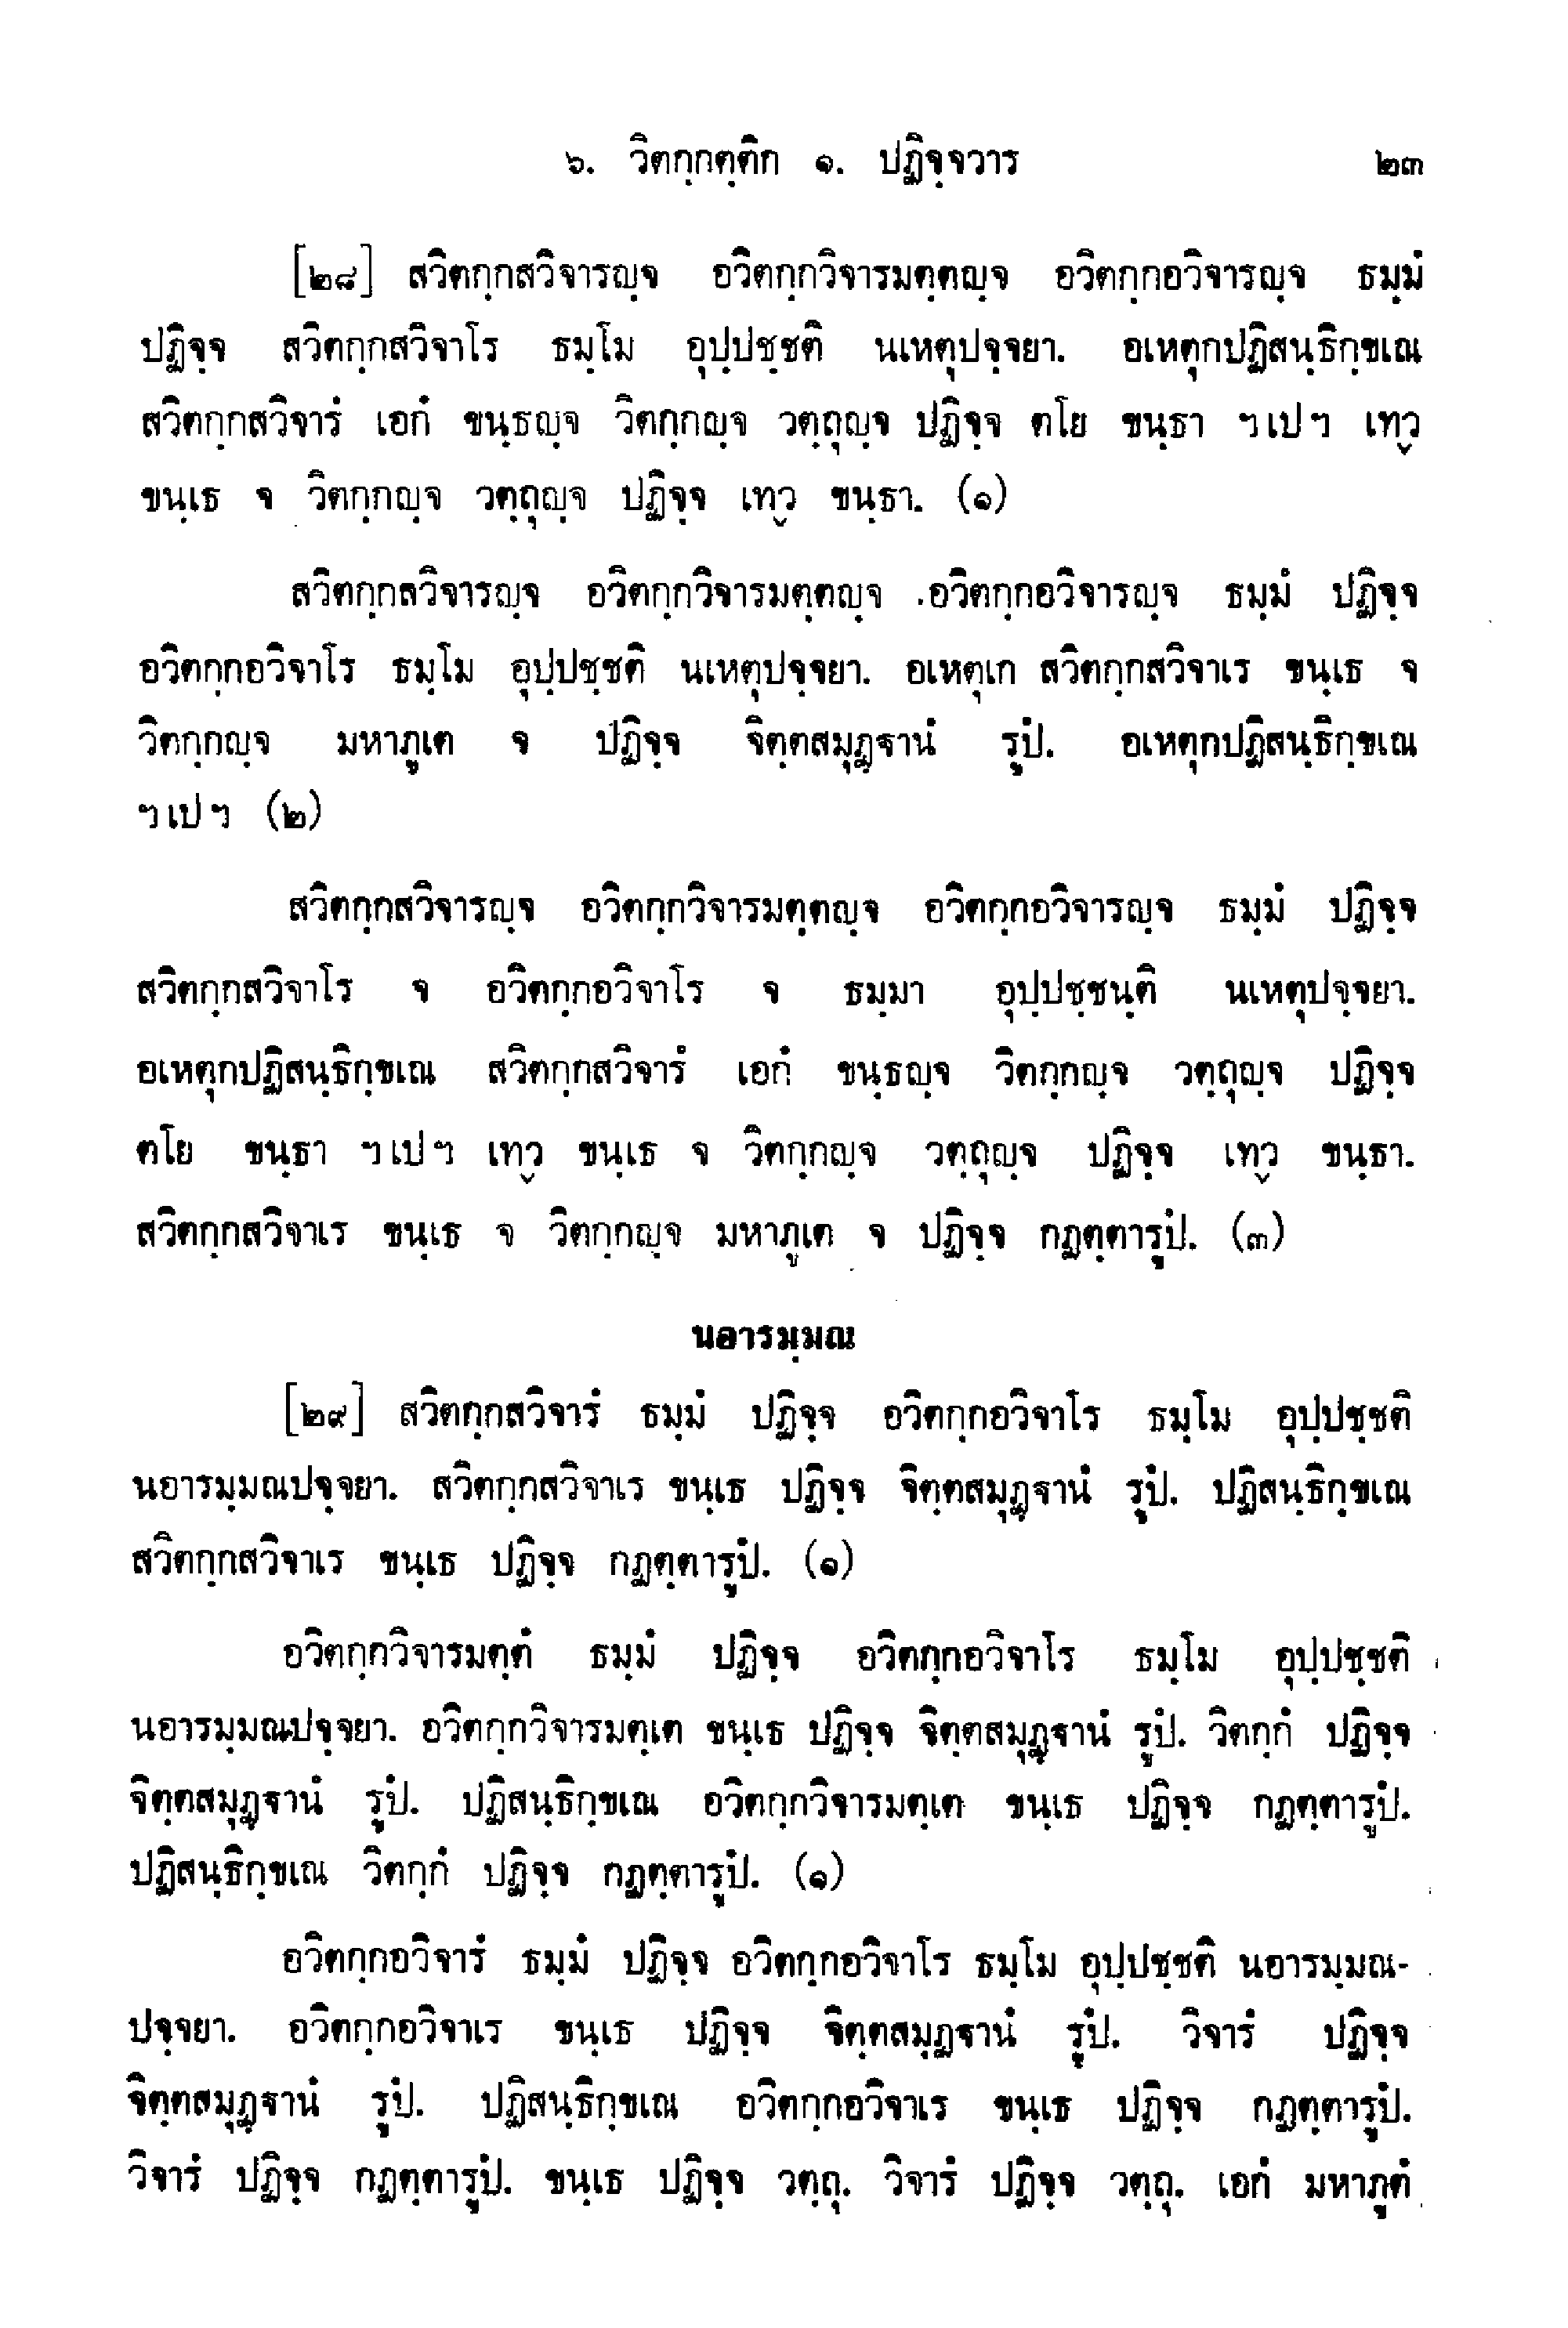 ๖. วิตกฺกตฺติก ๑. ปฏิจฺจวาร ๒๓
[๒๘] สวิตกฺกสวิจารญฺจ อวิตกฺกวิจารมตฺตญฺจ อวิตกฺกอวิจารญฺจ ธมฺมํ
ปฏิจฺจ สวิตกฺกสวิจาโร ธมฺโม อุปฺปชฺชติ นเหตุปจฺจยา. อเหตุกปฏิสนฺธิกฺขเณ
สวิตกฺกสวิจารํ เอกํ ขนฺธญฺจ วิตกฺกญฺจ วตฺถุญฺจ ปฏิจฺจ ตโย ขนฺธา ฯเปฯ เทฺว
ขนฺเธ จ วิตกฺกญฺจ วตฺถุญฺจ ปฏิจฺจ เทฺว ขนฺธา. (๑)
สวิตกฺกสวิจารญฺจ อวิตกฺกวิจารมตฺตญฺจ อวิตกฺกอวิจารญฺจ ธมฺมํ ปฏิจฺจ
อวิตกฺกอวิจาโร ธมฺโม อุปฺปชฺชติ นเหตุปจฺจยา. อเหตุเก สวิตกฺกสวิจาเร ขนฺเธ จ
วิตกฺกญฺจ มหาภูเต จ ปฏิจฺจ จิตฺตสมุฏฺฐานํ รูปํ. อเหตุกปฏิสนฺธิกฺขเณ
ฯเปฯ (๒)
สวิตกฺกสวิจารญฺจ อวิตกฺกวิจารมตฺตญฺจ อวิตกฺกอวิจารญฺจ ธมฺมํ ปฏิจฺจ
สวิตกฺกสวิจาโร จ อวิตกฺกอวิจาโร จ ธมฺมา อุปฺปชฺชนฺติ นเหตุปจฺจยา.
อเหตุกปฏิสนฺธิกฺขเณ สวิตกฺกสวิจารํ เอกํ ขนฺธญฺจ วิตกฺกญฺจ วตฺถุญฺจ ปฏิจฺจ
ตโย ขนฺธา ฯเปฯ เทฺว ขนฺเธ จ วิตกฺกญฺจ วตฺถุญฺจ ปฏิจฺจ เทฺว ขนฺธา.
สวิตกฺกสวิจาเร ขนฺเธ จ วิตกฺกญฺจ มหาภูเต จ ปฏิจฺจ กฏตฺตารูปํ. (๓)
นอารมฺมณ
[๒๙] สวิตกฺกสวิจารํ ธมฺมํ ปฏิจฺจ อวิตกฺกอวิจาโร ธมฺโม อุปฺปชฺชติ
นอารมฺมณปจฺจยา. สวิตกฺกสวิจาเร ขนฺเธ ปฏิจฺจ จิตฺตสมุฏฺฐานํ รูปํ. ปฏิสนฺธิกฺขเณ
สวิตกฺกสวิจาเร ขนฺเธ ปฏิจฺจ กฏตฺตารูปํ. (๑)
อวิตกฺกวิจารมตฺตํ ธมฺมํ ปฏิจฺจ อวิตกฺกอวิจาโร ธมฺโม อุปฺปชฺชติ
นอารมฺมณปจฺจยา. อวิตกฺกวิจารมตฺเต ขนฺเธ ปฏิจฺจ จิตฺตสมุฏฺฐานํ รูปํ. วิตกฺกํ ปฏิจฺจ
จิตฺตสมุฏฺฐานํ รูปํ. ปฏิสนฺธิกฺขเณ อวิตกฺกวิจารมตฺเต ขนฺเธ ปฏิจฺจ กฏตฺตารูปํ.
ปฏิสนฺธิกฺขเณ วิตกฺกํ ปฏิจฺจ กฏตฺตารูปํ. (๑)
อวิตกฺกอวิจารํ ธมฺมํ ปฏิจฺจ อวิตกฺกอวิจาโร ธมฺโม อุปฺปชฺชติ นอารมฺมณ-
ปจฺจยา. อวิตกฺกอวิจาเร ขนฺเธ ปฏิจฺจ จิตฺตสมุฏฺฐานํ รูปํ. วิจารํ ปฏิจฺจ
จิตฺตสมุฏฺฐานํ รูปํ. ปฏิสนฺธิกฺขเณ อวิตกฺกอวิจาเร ขนฺเธ ปฏิจฺจ กฏตฺตารูปํ.
วิจารํ ปฏิจฺจ กฏตฺตารูปํ. ขนฺเธ ปฏิจฺจ วตฺถุ. วิจารํ ปฏิจฺจ วตฺถุ. เอกํ มหาภูตํ